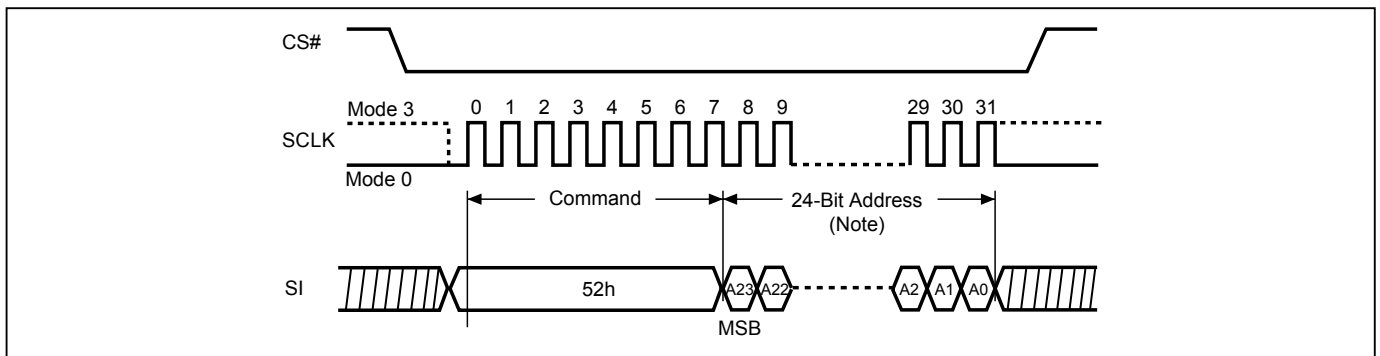 CS#
Mode 3
0 1 2 3 4 5 6 7 8 9 29 30 31
SCLK
Mode 0
Command 24-Bit Address
(Note)
SI 52h A23 A22 A2 A1 A0
MSB